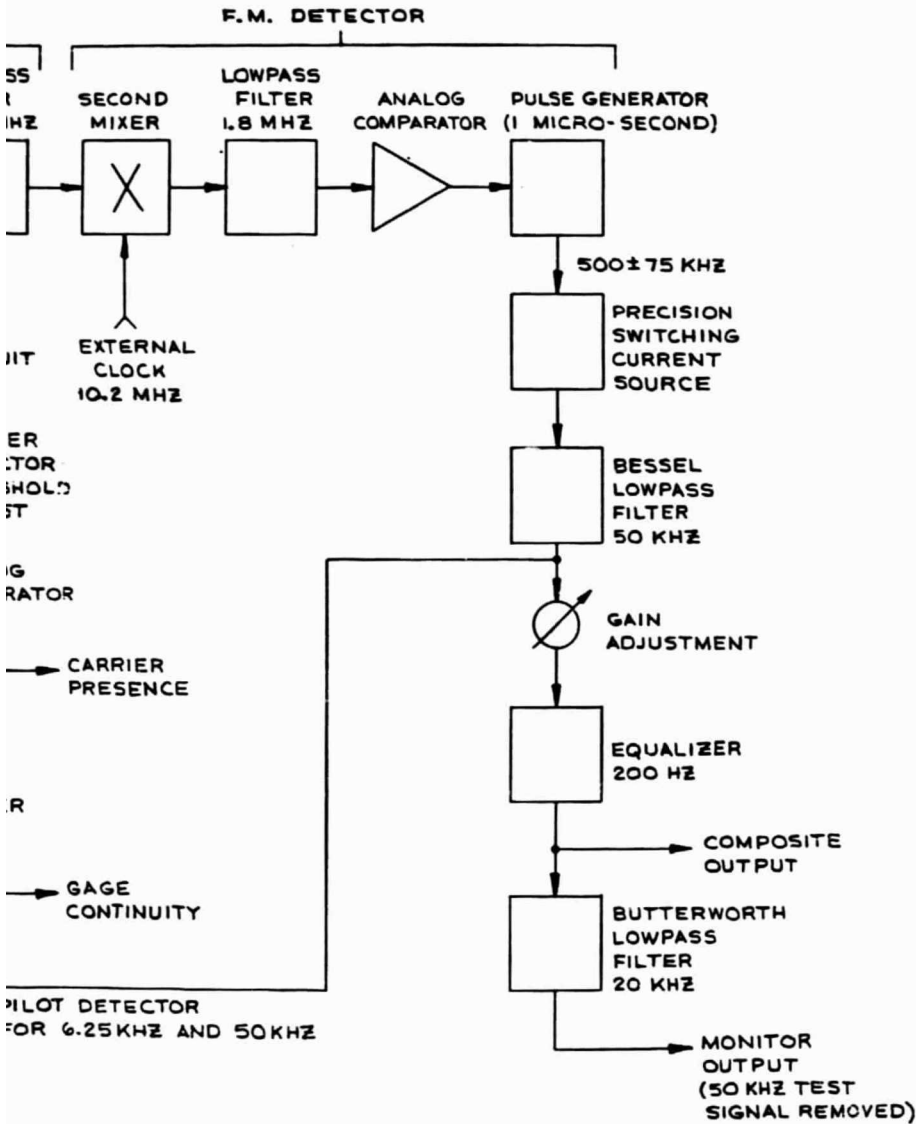 F.M. DETECTOR
SECOND
MIXER
LOWPASS
FILTER
1.8 MHZ
ANALOG
COMPARATOR
PULSE GENERATOR
(1 MICRO-SECOND)
500±75 KHZ
EXTERNAL
CLOCK
10.2 MHZ
PRECISION
SWITCHING
CURRENT
SOURCE
BESSEL
LOWPASS
FILTER
50 KHZ
GAIN
ADJUSTMENT
CARRIER
PRESENCE
EQUALIZER
200 HZ
COMPOSITE
OUTPUT
GAGE
CONTINUITY
BUTTERWORTH
LOWPASS
FILTER
20 KHZ
PILOT DETECTOR
FOR 6.25KHZ AND 50KHZ
MONITOR
OUTPUT
(50 KHZ TEST
SIGNAL REMOVED)